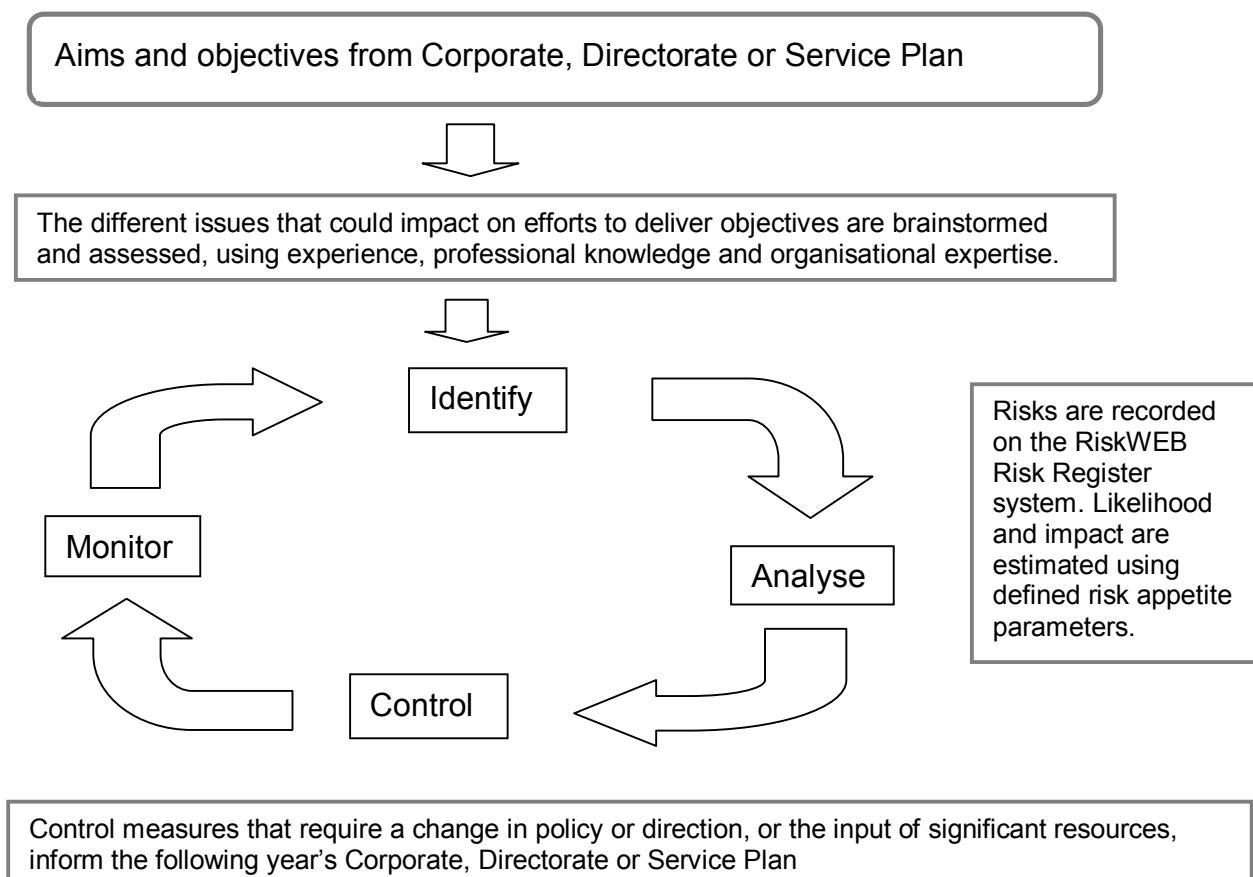 Aims and objectives from Corporate, Directorate or Service Plan
The different issues that could impact on efforts to deliver objectives are brainstormed
and assessed, using experience, professional knowledge and organisational expertise.
Identify
Risks are recorded
on the RiskWEB
Risk Register
system. Likelihood
and impact are
estimated using
defined risk appetite
parameters.
Monitor
Analyse
Control
Control measures that require a change in policy or direction, or the input of significant resources,
inform the following year’s Corporate, Directorate or Service Plan